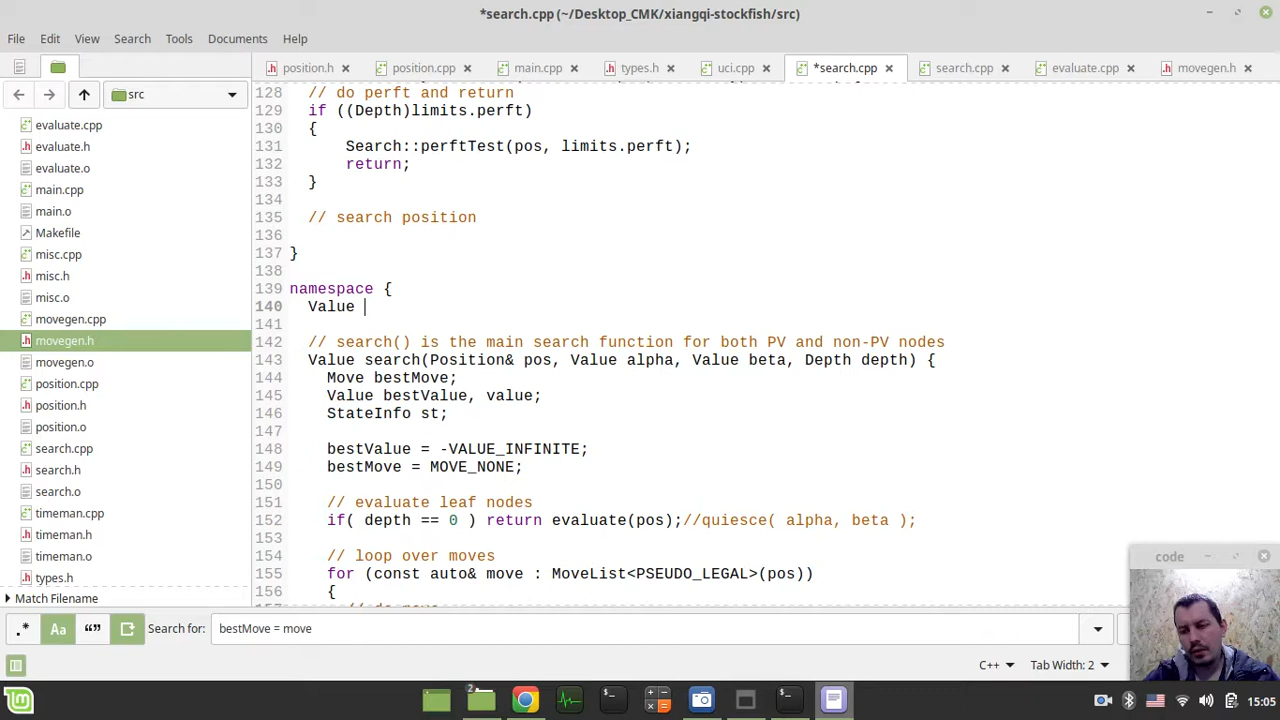 *search.cpp (~/Desktop_CMK/xiangqi-stockfish/src)
File Edit View Search Tools Documents Help
position.h position.cpp main.cpp types.h uci.cpp *search.cpp search.cpp evaluate.cpp movegen.h
src
evaluate.cpp
evaluate.h
evaluate.o
main.cpp
main.o
Makefile
misc.cpp
misc.h
misc.o
movegen.cpp
movegen.h
movegen.o
position.cpp
position.h
position.o
search.cpp
search.h
search.o
timeman.cpp
timeman.h
timeman.o
types.h
Match Filename
128 // do perft and return
129 if ((Depth)limits.perft)
130 {
131 Search::perftTest(pos, limits.perft);
132 return;
133 }
134
135 // search position
136
137 }
138
139 namespace {
140 Value
141
142 // search() is the main search function for both PV and non-PV nodes
143 Value search(Position& pos, Value alpha, Value beta, Depth depth) {
144 Move bestMove;
145 Value bestValue, value;
146 StateInfo st;
147
148 bestValue = -VALUE_INFINITE;
149 bestMove = MOVE_NONE;
150
151 // evaluate leaf nodes
152 if( depth == 0 ) return evaluate(pos);//quiesce( alpha, beta );
153
154 // loop over moves
155 for (const auto& move : MoveList<PSEUDO_LEGAL>(pos))
156 {
.* Aa “” Search for: bestMove = move
C++ Tab Width: 2
code
2
15:05